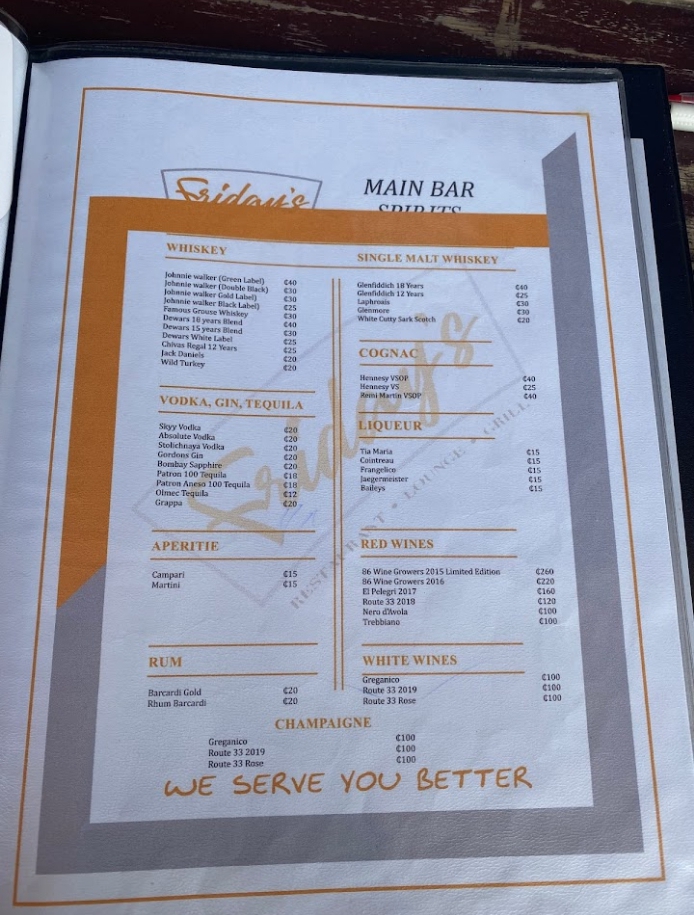 Friday's
MAIN BAR
SPIRITS
WHISKEY
Johnnie walker (Green Label) ₵40
Johnnie walker (Double Black) ₵30
Johnnie walker Gold Label) ₵30
Johnnie walker Black Label) ₵25
Famous Grouse Whiskey ₵30
Dewars 18 years Blend ₵40
Dewars 15 years Blend ₵30
Dewars White Label ₵25
Chivas Regal 12 Years ₵25
Jack Daniels ₵20
Wild Turkey ₵20
VODKA, GIN, TEQUILA
Skyy Vodka ₵20
Absolute Vodka ₵20
Stolichnaya Vodka ₵20
Gordons Gin ₵20
Bombay Sapphire ₵20
Patron 100 Tequila ₵18
Patron Aneso 100 Tequila ₵18
Olmec Tequila ₵12
Grappa ₵20
APERITIE
Campari ₵15
Martini ₵15
RUM
Barcardi Gold ₵20
Rhum Barcardi ₵20
SINGLE MALT WHISKEY
Glenfiddich 18 Years ₵40
Glenfiddich 12 Years ₵25
Laphroais ₵30
Glenmore ₵30
White Cutty Sark Scotch ₵20
COGNAC
Hennesy VSOP ₵40
Hennesy VS ₵25
Remi Martin VSOP ₵40
LIQUEUR
Tia Maria ₵15
Cointreau ₵15
Frangelico ₵15
Jaegermeister ₵15
Baileys ₵15
RED WINES
86 Wine Growers 2015 Limited Edition ₵260
86 Wine Growers 2016 ₵220
El Pelegri 2017 ₵160
Route 33 2018 ₵120
Nero d'Avola ₵100
Trebbiano ₵100
WHITE WINES
Greganico ₵100
Route 33 2019 ₵100
Route 33 Rose ₵100
CHAMPAIGNE
Greganico ₵100
Route 33 2019 ₵100
Route 33 Rose ₵100
WE SERVE YOU BETTER
Friday's
RESTAURANT • LOUNGE • GRILL